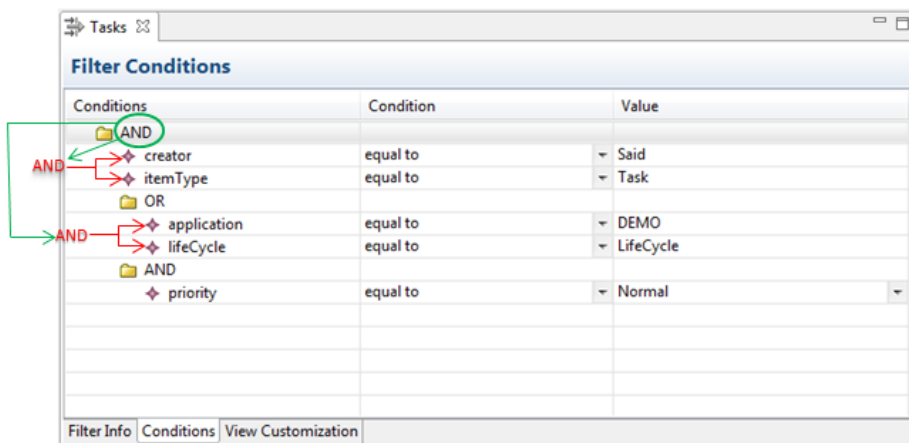 Tasks
Filter Conditions
Conditions Condition Value
AND
creator equal to Said
AND
itemType equal to Task
OR
application equal to DEMO
AND
lifeCycle equal to LifeCycle
AND
priority equal to Normal
Filter Info Conditions View Customization